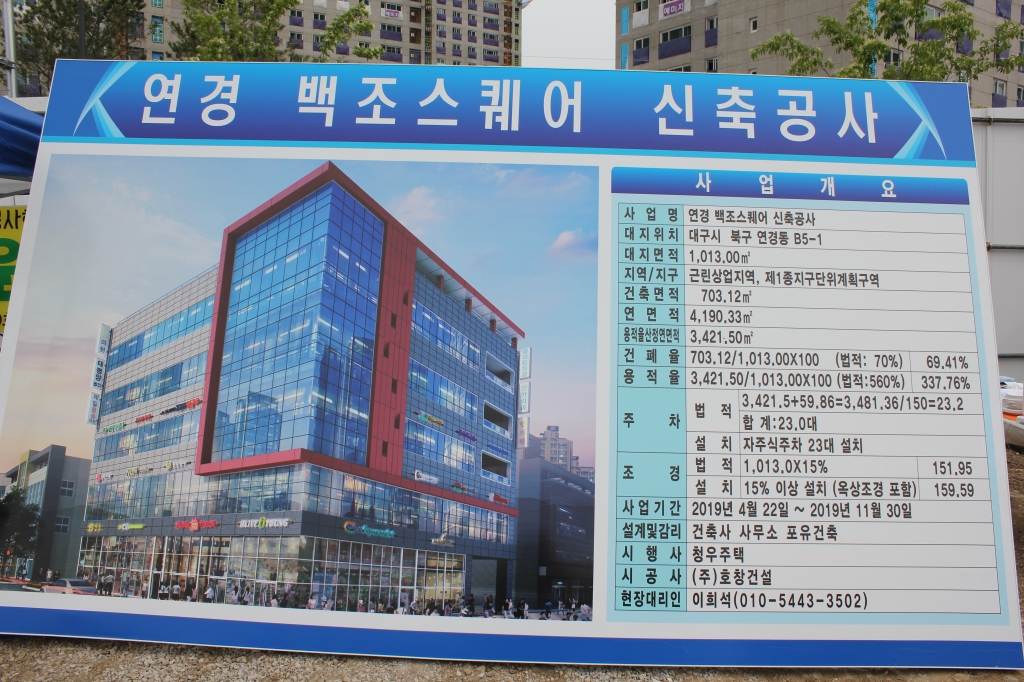 연경 백조스퀘어 신축공사
사 업 개 요
사 업 명 연경 백조스퀘어 신축공사
대지위치 대구시 북구 연경동 B5-1
대지면적 1,013.00㎡
지역/지구 근린상업지역, 제1종지구단위계획구역
건축면적 703.12㎡
연 면 적 4,190.33㎡
용적율산정연면적 3,421.50㎡
건 폐 율 703.12/1,013.00X100 (법적: 70%) 69.41%
용 적 율 3,421.50/1,013.00X100 (법적:560%) 337.76%
주 차 법 적 3,421.5+59.86=3,481.36/150=23.2
합 계:23.0대
설 치 자주식주차 23대 설치
조 경 법 적 1,013.0X15% 151.95
설 치 15% 이상 설치 (옥상조경 포함) 159.59
사업기간 2019년 4월 22일 ~ 2019년 11월 30일
설계및감리 건축사 사무소 포유건축
시 행 사 청우주택
시 공 사 (주)호창건설
현장대리인 이희석(010-5443-3502)
OLIVE YOUNG